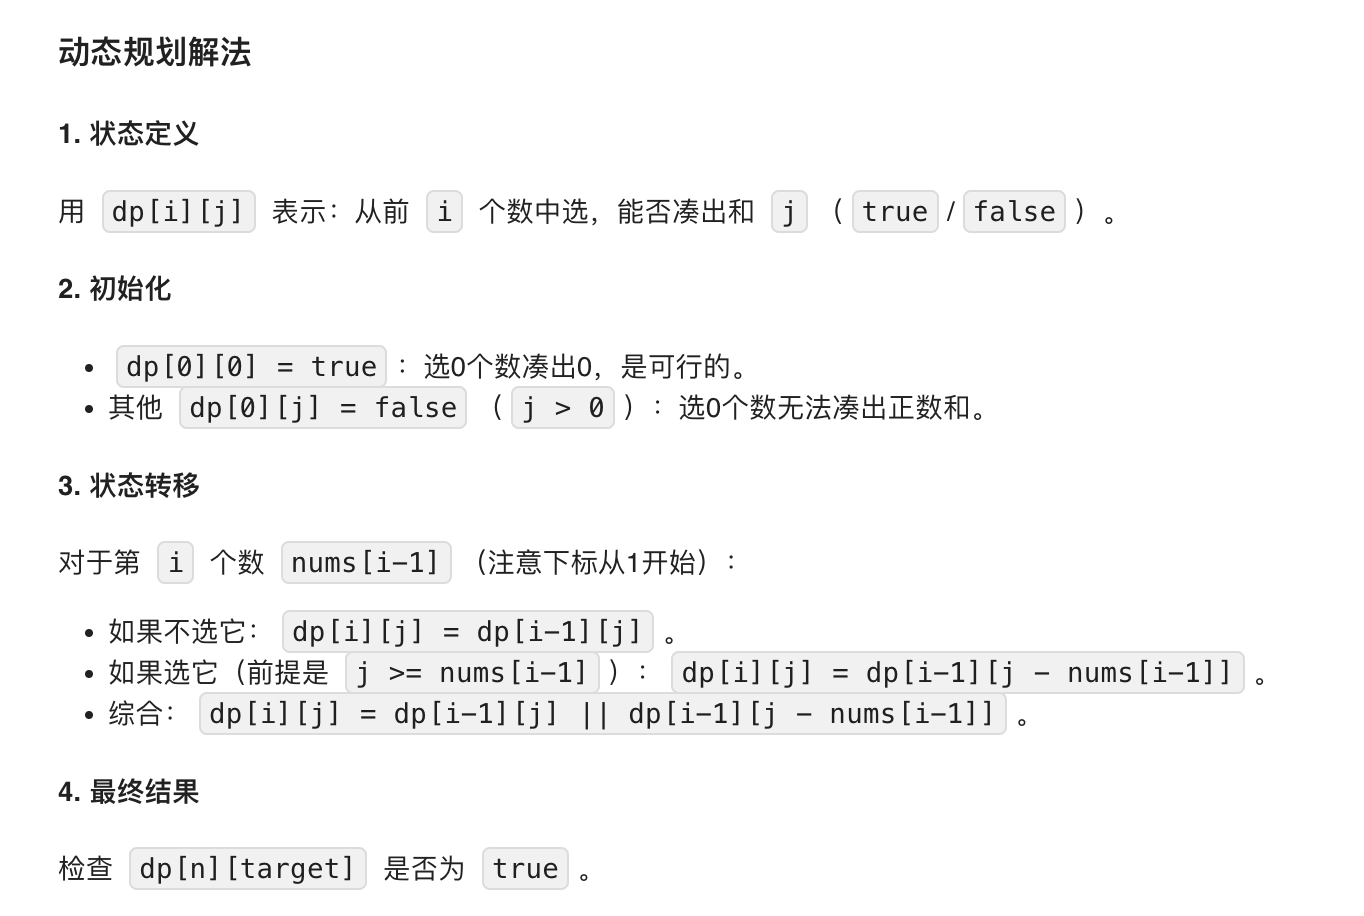 动态规划解法
1. 状态定义
用 dp[i][j] 表示：从前 i 个数中选，能否凑出和 j （true/false）。
2. 初始化
• dp[0][0] = true：选0个数凑出0，是可行的。
• 其他 dp[0][j] = false （j > 0）：选0个数无法凑出正数和。
3. 状态转移
对于第 i 个数 nums[i-1] （注意下标从1开始）：
• 如果不选它： dp[i][j] = dp[i-1][j] 。
• 如果选它（前提是 j >= nums[i-1]）： dp[i][j] = dp[i-1][j - nums[i-1]] 。
• 综合： dp[i][j] = dp[i-1][j] || dp[i-1][j - nums[i-1]] 。
4. 最终结果
检查 dp[n][target] 是否为 true 。